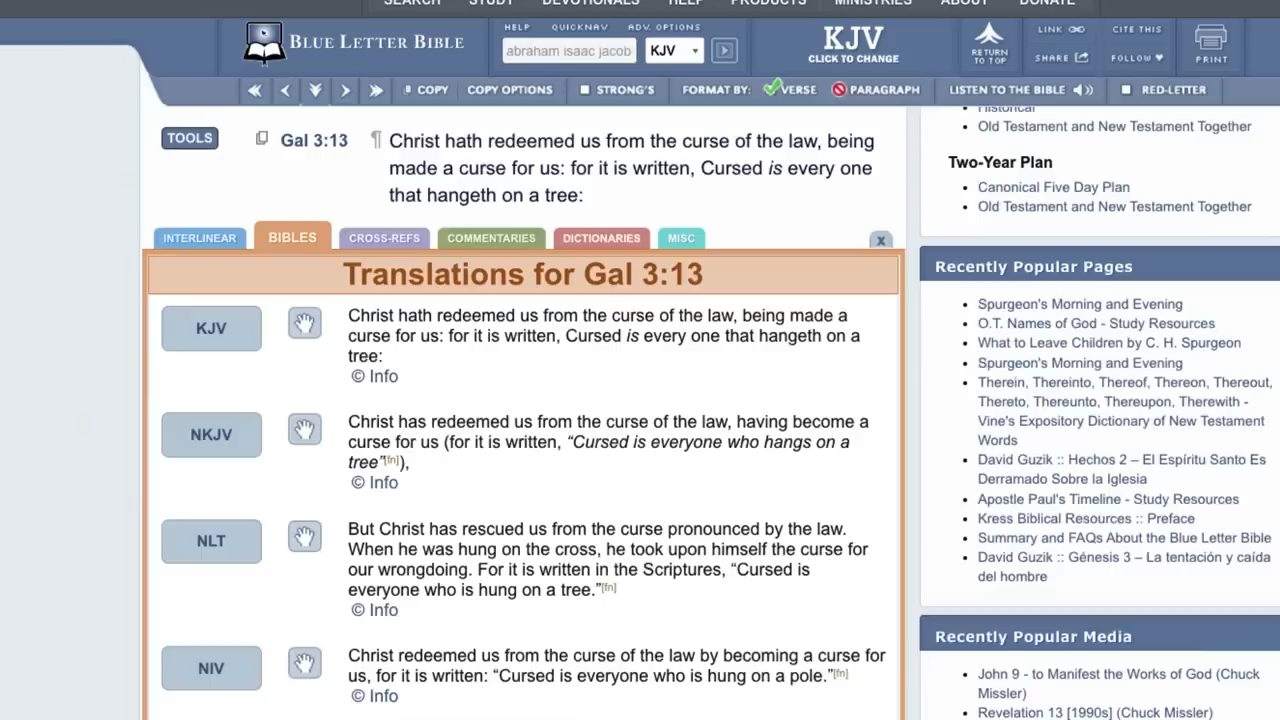 SEARCH STUDY DEVOTIONALS HELP PRODUCTS MINISTRIES ABOUT DONATE
BLUE LETTER BIBLE
HELP QUICKNAV ADV. OPTIONS
abraham isaac jacob
KJV
KJV
CLICK TO CHANGE
RETURN
TO TOP
LINK
CITE THIS
SHARE
FOLLOW
PRINT
COPY COPY OPTIONS STRONG'S FORMAT BY: VERSE PARAGRAPH LISTEN TO THE BIBLE RED-LETTER
TOOLS
Gal 3:13
¶ Christ hath redeemed us from the curse of the law, being
made a curse for us: for it is written, Cursed is every one
that hangeth on a tree:
INTERLINEAR BIBLES CROSS-REFS COMMENTARIES DICTIONARIES MISC
x
Translations for Gal 3:13
KJV
Christ hath redeemed us from the curse of the law, being made a
curse for us: for it is written, Cursed is every one that hangeth on a
tree:
© Info
NKJV
Christ has redeemed us from the curse of the law, having become a
curse for us (for it is written, “Cursed is everyone who hangs on a
tree”[fn]),
© Info
NLT
But Christ has rescued us from the curse pronounced by the law.
When he was hung on the cross, he took upon himself the curse for
our wrongdoing. For it is written in the Scriptures, “Cursed is
everyone who is hung on a tree.”[fn]
© Info
NIV
Christ redeemed us from the curse of the law by becoming a curse for
us, for it is written: “Cursed is everyone who is hung on a pole.”[fn]
© Info
Historical
Old Testament and New Testament Together
Two-Year Plan
Canonical Five Day Plan
Old Testament and New Testament Together
Recently Popular Pages
Spurgeon's Morning and Evening
O.T. Names of God - Study Resources
What to Leave Children by C. H. Spurgeon
Spurgeon's Morning and Evening
Therein, Thereinto, Thereof, Thereon, Thereout,
Thereto, Thereunto, Thereupon, Therewith -
Vine's Expository Dictionary of New Testament
Words
David Guzik :: Hechos 2 – El Espíritu Santo Es
Derramado Sobre la Iglesia
Apostle Paul's Timeline - Study Resources
Kress Biblical Resources :: Preface
Summary and FAQs About the Blue Letter Bible
David Guzik :: Génesis 3 – La tentación y caída
del hombre
Recently Popular Media
John 9 - to Manifest the Works of God (Chuck
Missler)
Revelation 13 [1990s] (Chuck Missler)